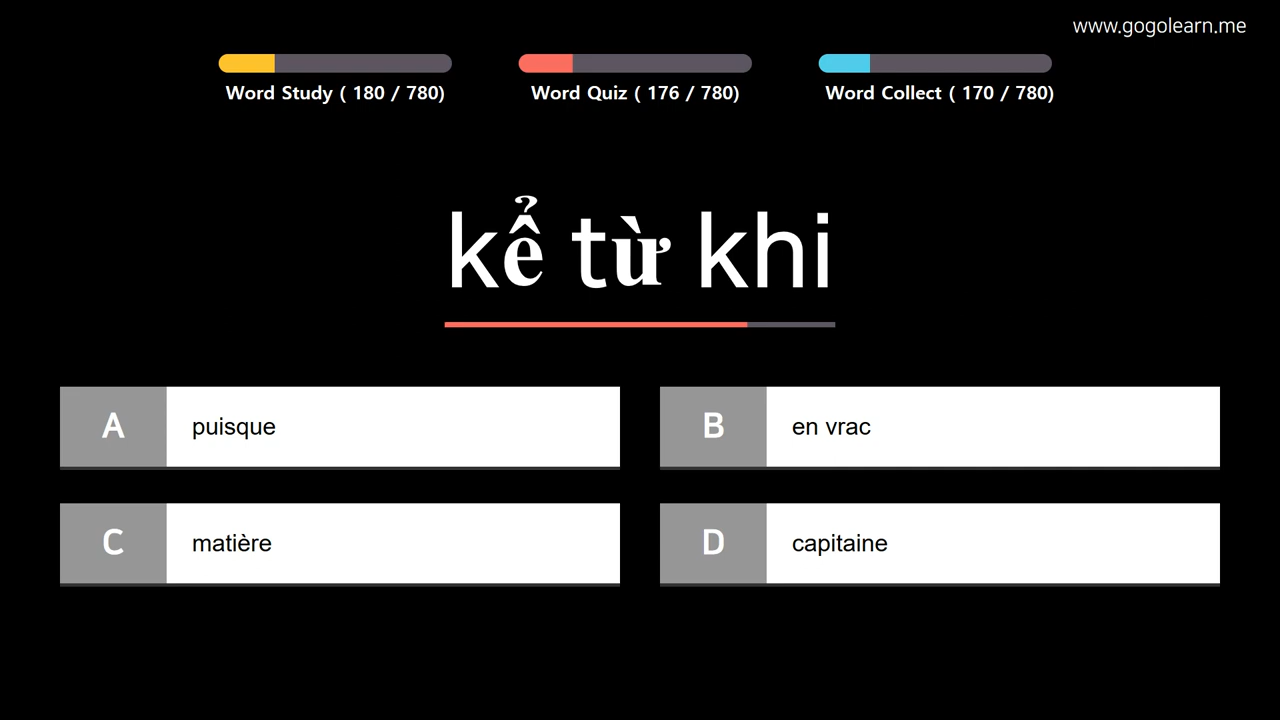 www.gogolearn.me
Word Study ( 180 / 780)
Word Quiz ( 176 / 780)
Word Collect ( 170 / 780)
kể từ khi
A puisque
B en vrac
C matière
D capitaine